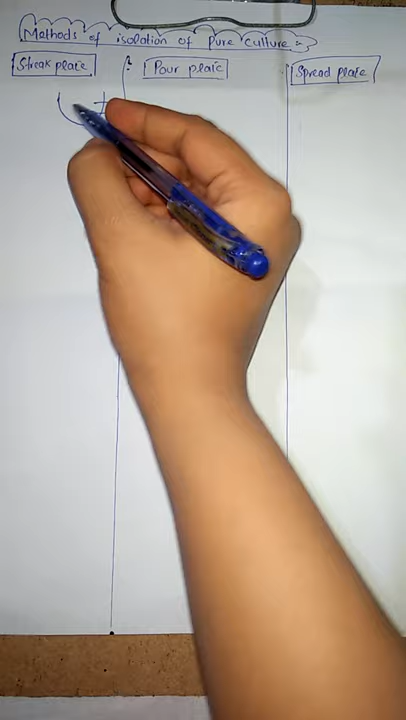 Methods of isolation of pure culture
Streak plate
Pour plate
Spread plate